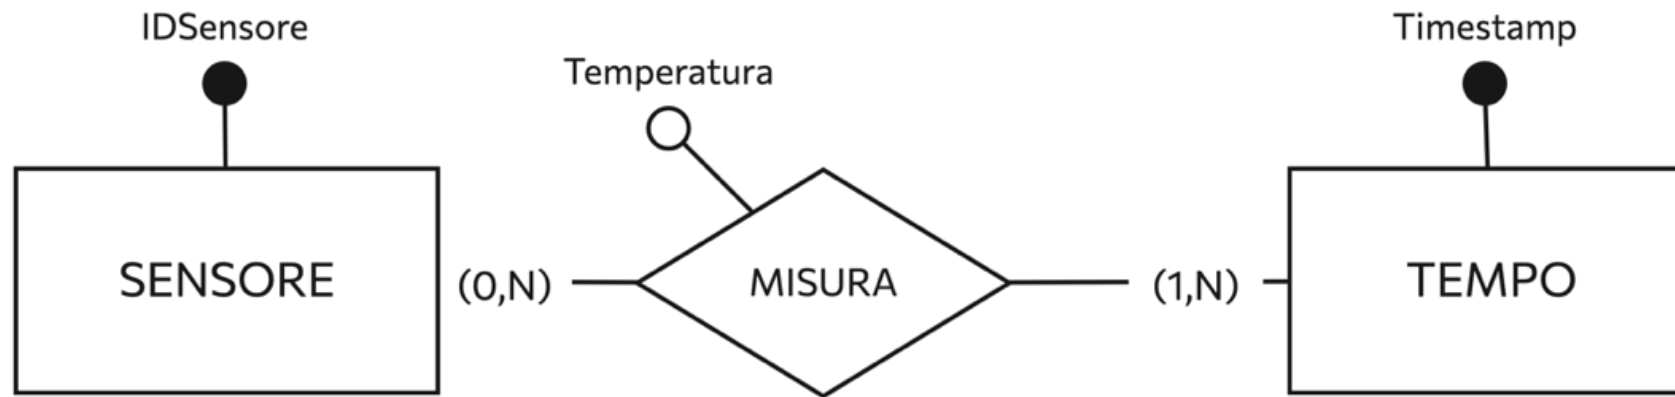 IDSensore
Timestamp
Temperatura
SENSORE
(0,N)
MISURA
(1,N)
TEMPO